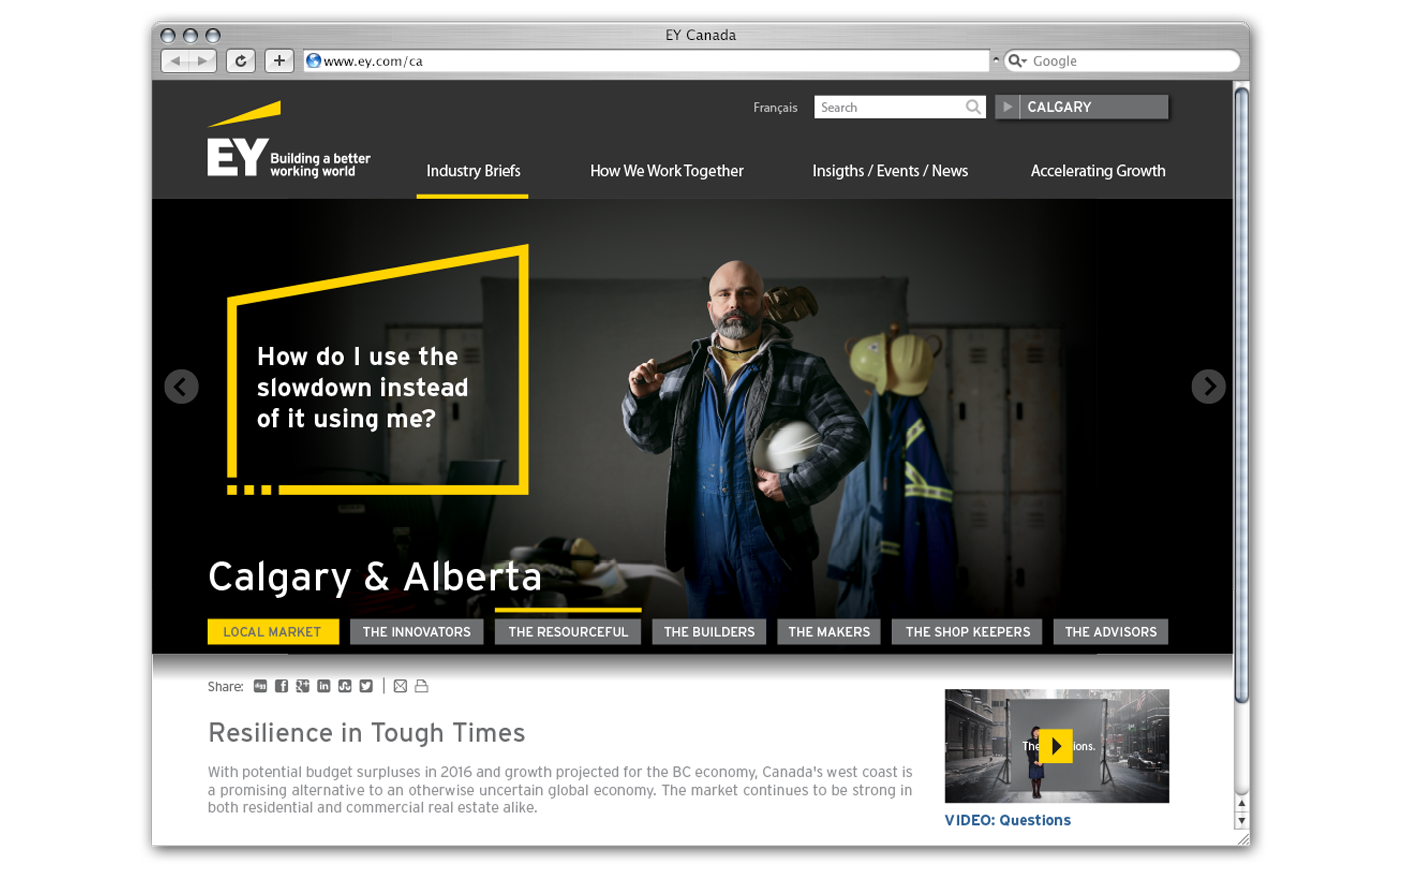 EY Canada
www.ey.com/ca
Google
Français
Search
CALGARY
EY Building a better
working world
Industry Briefs
How We Work Together
Insigths / Events / News
Accelerating Growth
How do I use the
slowdown instead
of it using me?
Calgary & Alberta
LOCAL MARKET
THE INNOVATORS
THE RESOURCEFUL
THE BUILDERS
THE MAKERS
THE SHOP KEEPERS
THE ADVISORS
Share:
Resilience in Tough Times
With potential budget surpluses in 2016 and growth projected for the BC economy, Canada's west coast is
a promising alternative to an otherwise uncertain global economy. The market continues to be strong in
both residential and commercial real estate alike.
VIDEO: Questions